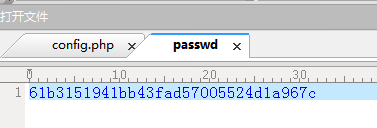 打开文件
config.php × passwd ×
0 10 20 30
1 61b3151941bb43fad57005524d1a967c